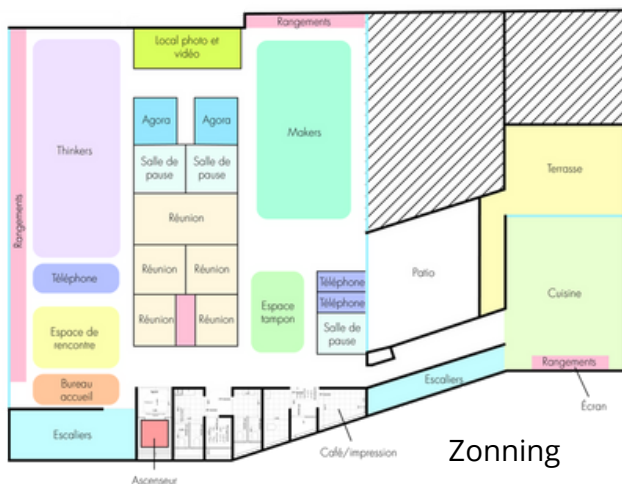 Rangements
Local photo et
vidéo
Agora
Agora
Thinkers
Makers
Salle de
pause
Salle de
pause
Terrasse
Rangements
Réunion
Réunion
Réunion
Téléphone
Patio
Téléphone
Téléphone
Cuisine
Espace
tampon
Réunion
Réunion
Espace de
rencontre
Salle de
pause
Rangements
Bureau
accueil
Escaliers
Écran
Escaliers
Café/impression
Zonning
Ascenseur